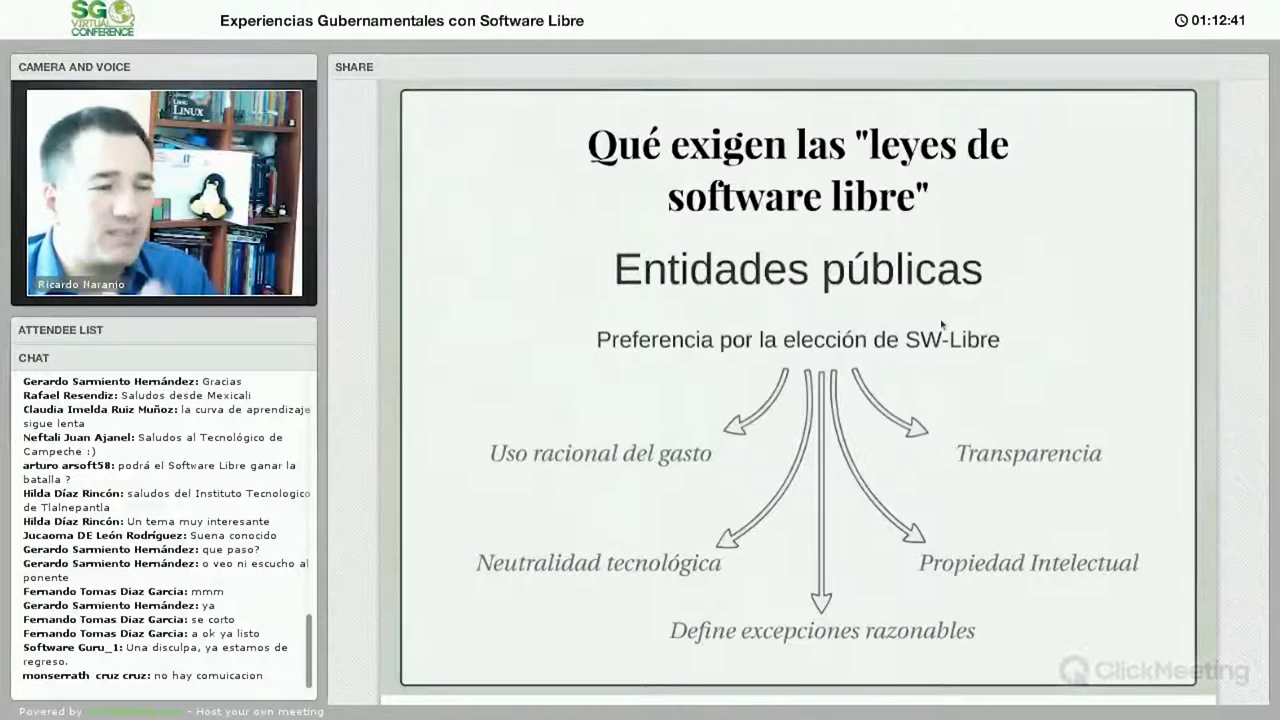 SG
VIRTUAL
CONFERENCE
Experiencias Gubernamentales con Software Libre
01:12:41
CAMERA AND VOICE
LINUX
Ricardo Naranjo
ATTENDEE LIST
CHAT
Gerardo Sarmiento Hernández: Gracias
Rafael Resendiz: Saludos desde Mexicali
Claudia Imelda Ruiz Muñoz: la curva de aprendizaje
sigue lenta
Neftali Juan Ajanel: Saludos al Tecnológico de
Campeche :)
arturo arsoft58: podrá el Software Libre ganar la
batalla ?
Hilda Díaz Rincón: saludos del Instituto Tecnologico
de Tlalnepantla
Hilda Díaz Rincón: Un tema muy interesante
Jucaoma DE León Rodríguez: Suena conocido
Gerardo Sarmiento Hernández: que paso?
Gerardo Sarmiento Hernández: o veo ni escucho al
ponente
Fernando Tomas Diaz Garcia: mmm
Gerardo Sarmiento Hernández: ya
Fernando Tomas Diaz Garcia: se corto
Fernando Tomas Diaz Garcia: a ok ya listo
Software Guru_1: Una disculpa, ya estamos de
regreso.
monserrath cruz cruz: no hay comuicacion
Powered by - Host your own meeting
SHARE
Qué exigen las "leyes de
software libre"
Entidades públicas
Preferencia por la elección de SW-Libre
Uso racional del gasto
Transparencia
Neutralidad tecnológica
Propiedad Intelectual
Define excepciones razonables
ClickMeeting